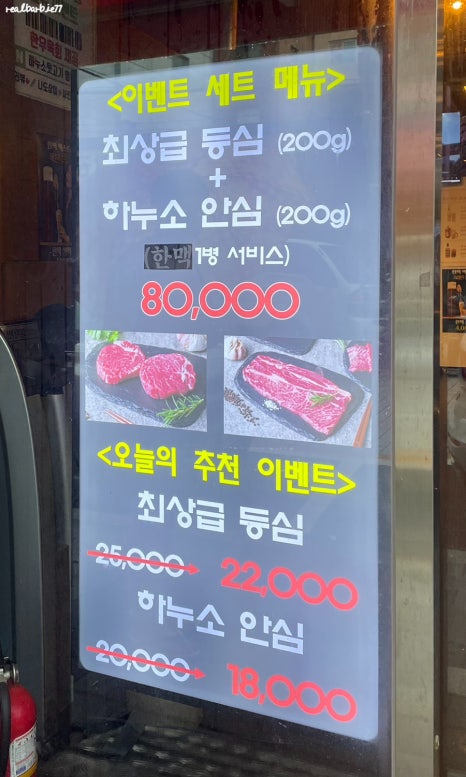 realbarbie77
<이벤트 세트 메뉴>
최상급 등심 (200g)
+
하누소 안심 (200g)
(한맥 1병 서비스)
80,000
<오늘의 추천 이벤트>
최상급 등심
25,000 22,000
하누소 안심
20,000 18,000